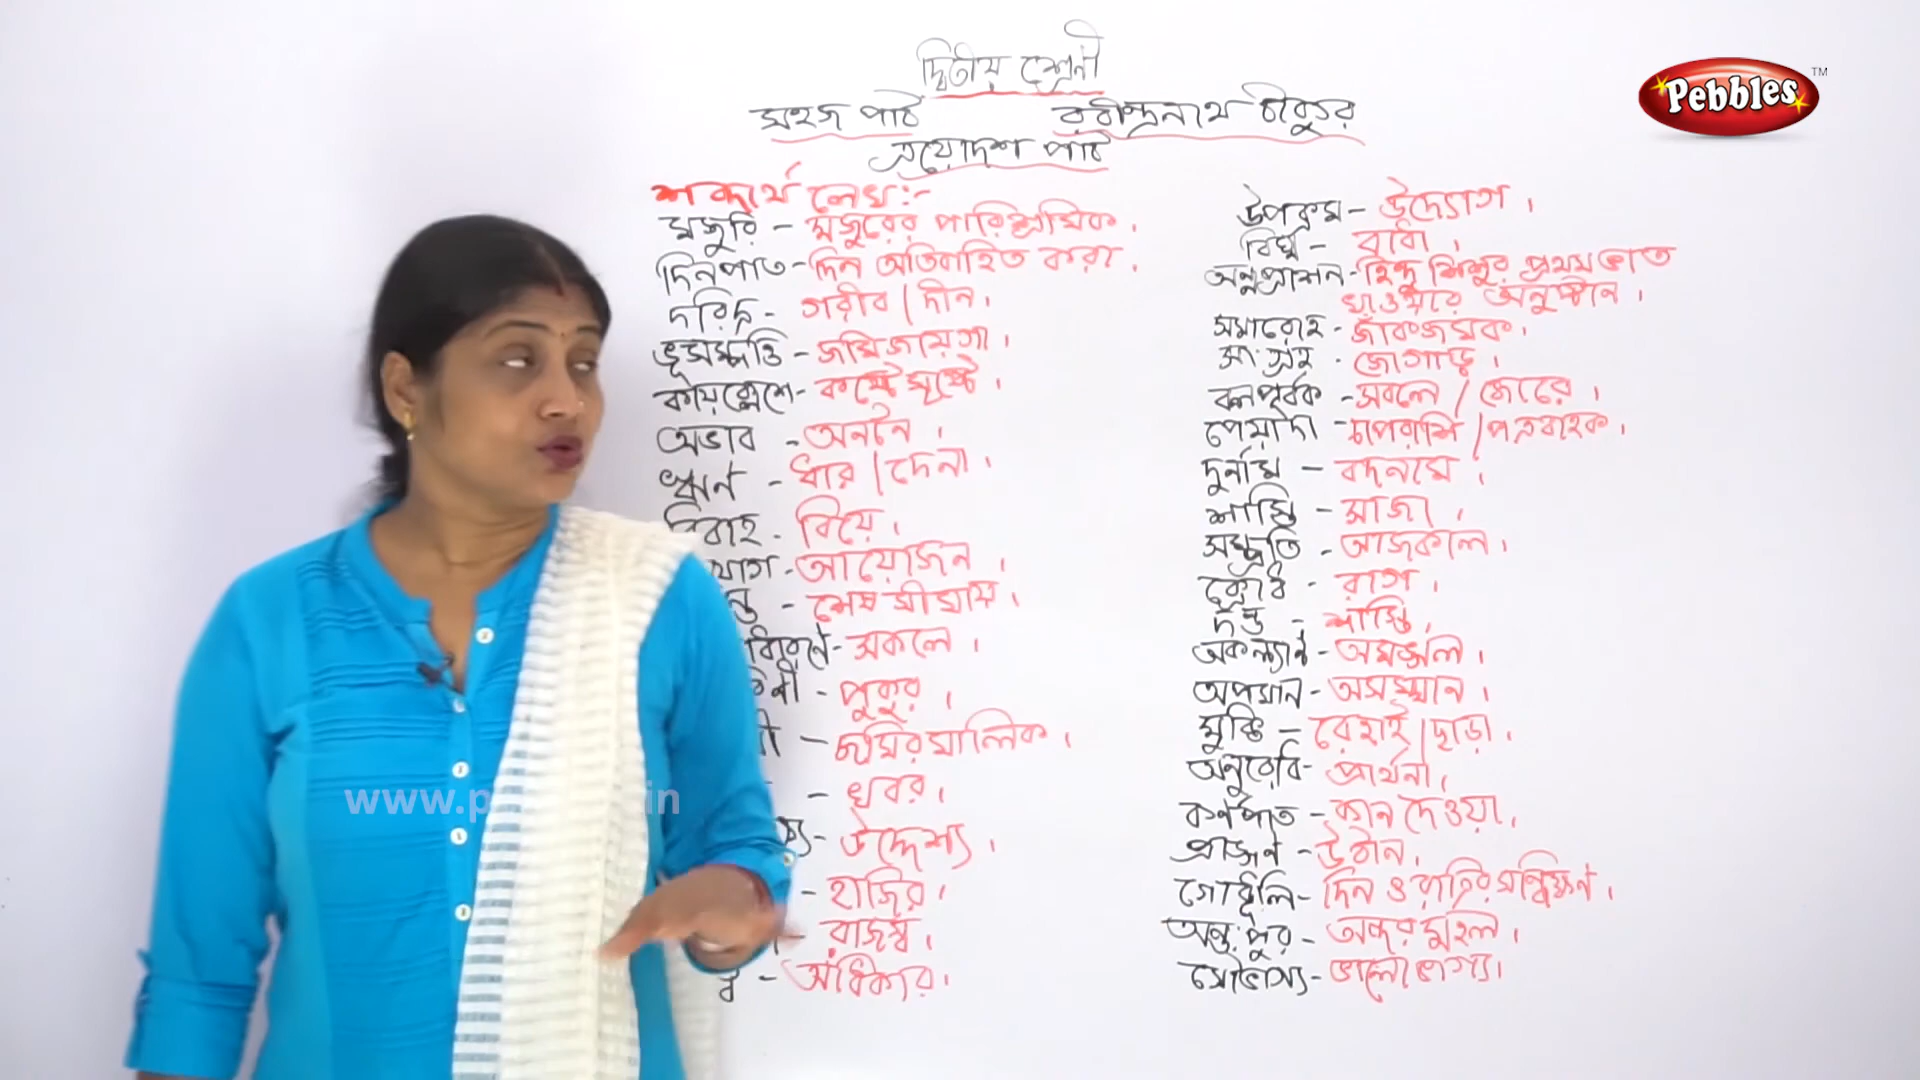 দ্বিতীয় শ্রেনী
সহজ পাঠ রবীন্দ্রনাথ ঠাকুর
ত্রয়োদশ পাঠ
শব্দার্থ লেখ:-
মজুরি - মজুরের পারিশ্রমিক.
দিনপাত - দিন অতিবাহিত করা.
দরিদ্র - গরীব / দীন.
ভূসম্পত্তি - জমিজায়গা.
কায়ক্লেশে - কষ্টেসৃষ্টে.
অভাব - অনটন.
ঋণ - ধার / দেনা.
বিবাহ - বিয়ে.
- আয়োজন.
- শেষ সীমায়.
- সকলে.
- পুকুর.
- জমির মালিক.
- খবর.
- উদ্দেশ্য.
- হাজির.
- রাজস্ব.
- অধিকার.
উপক্রম - উদ্যোগ.
বিঘ্ন - বাধা.
অন্নপ্রাশন - হিন্দু শিশুর প্রথম ভাত
খাওয়ার অনুষ্ঠান.
সমারোহ - জাঁকজমক.
সংগ্রহ - জোগাড়.
বলপূর্বক - সবলে / জোরে.
পেয়াদা - চাপরাশি / পত্রবাহক.
দুর্নাম - বদনাম.
শাস্তি - সাজা.
সম্প্রতি - আজকাল.
ক্রোধ - রাগ.
দণ্ড - শাস্তি.
অকল্যাণ - অমঙ্গল.
অপমান - অসম্মান.
মুক্তি - রেহাই / ছাড়া.
অনুরোধ - প্রার্থনা.
কর্ণপাত - কান দেওয়া.
প্রাঙ্গণ - উঠান.
গোধূলি - দিন ও রাত্রির সন্ধিক্ষণ.
অন্তঃপুর - অন্দরমহল.
সৌভাগ্য - ভালো ভাগ্য.
Pebbles TM